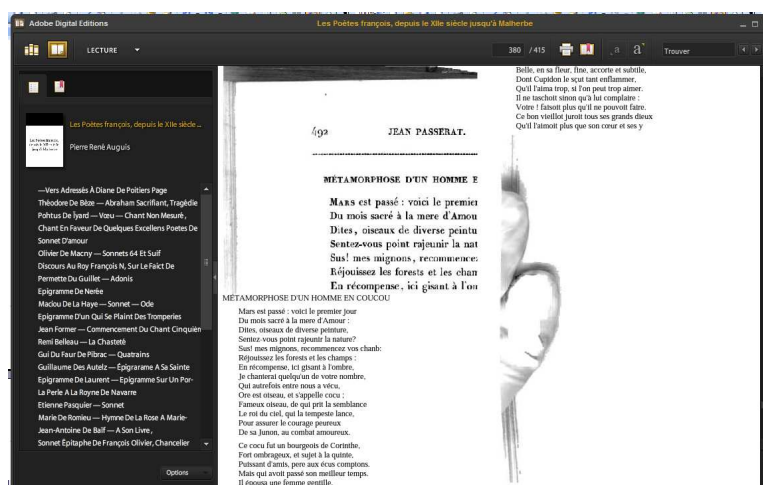 Adobe Digital Editions
Les Poètes françois, depuis le XIIe siècle jusqu'à Malherbe
LECTURE
380 / 415
a a
Trouver
Les Poètes françois, depuis le XIIe siècle ...
Pierre René Auguis
—Vers Adressés À Diane De Poitiers Page
Théodore De Bèze — Abraham Sacrifiant, Tragédie
Pohtus De Iyard — Vœu — Chant Non Mesuré,
Chant En Faveur De Quelques Excellens Poetes De
Sonnet D'amour
Olivier De Macny — Sonnets 64 Et Suif
Discours Au Roy François N, Sur Le Faict De
Permette Du Guillet — Adonis
Epigramme De Nerée
Maciou De La Haye — Sonnet — Ode
Epigramme D'un Qui Se Plaint Des Tromperies
Jean Former — Commencement Du Chant Cinquièn
Remi Belleau — La Chasteté
Gui Du Faur De Pibrac — Quatrains
Guillaume Des Autelz — Épigrarame A Sa Sainte
Epigramme De Laurent — Epigramme Sur Un Por-
La Perle A La Royne De Navarre
Etienne Pasquier — Sonnet
Marie De Romieu — Hymne De La Rose A Marie-
Jean-Antoine De Balf — A Son Livre,
Sonnet Épitaphe De François Olivier, Chancelier
Options
492 JEAN PASSERAT.
MÉTAMORPHOSE D'UN HOMME E
MARS est passé : voici le premier
Du mois sacré à la mere d'Amou
Dites, oiseaux de diverse peintu
Sentez-vous point rajeunir la nat
Sus! mes mignons, recommence
Réjouissez les forests et les cham
En récompense, ici gisant à l'om
MÉTAMORPHOSE D'UN HOMME EN COUCOU
Mars est passé : voici le premier jour
Du mois sacré à la mere d'Amour :
Dites, oiseaux de diverse peinture,
Sentez-vous point rajeunir la nature?
Sus! mes mignons, recommencez vos chanb:
Réjouissez les forests et les champs :
En récompense, ici gisant à l'ombre,
Je chanterai quelqu'un de votre nombre,
Qui autrefois entre nous a vécu,
Ore est oiseau, et s'appelle cocu ;
Fameux oiseau, de qui prit la semblance
Le roi du ciel, qui la tempeste lance,
Pour assurer le courage peureux
De sa Junon, au combat amoureux.
Ce cocu fut un bourgeois de Corinthe,
Fort ombrageux, et sujet à la quinte,
Puissant d'amis, pere aux écus comptons.
Mais qui avoit passé son meilleur temps.
Il épousa une femme gentille,
Belle, en sa fleur, fine, accorte et subtile,
Dont Cupidon le sçut tant enflammer,
Qu'il l'aima trop, si l'on peut trop aimer.
Il ne taschoit sinon qu'à lui complaire :
Votre ! faisoit plus qu'il ne pouvoit faire.
Ce bon vieillot juroit tous ses grands dieux
Qu'il l'aimoit plus que son cœur et ses y